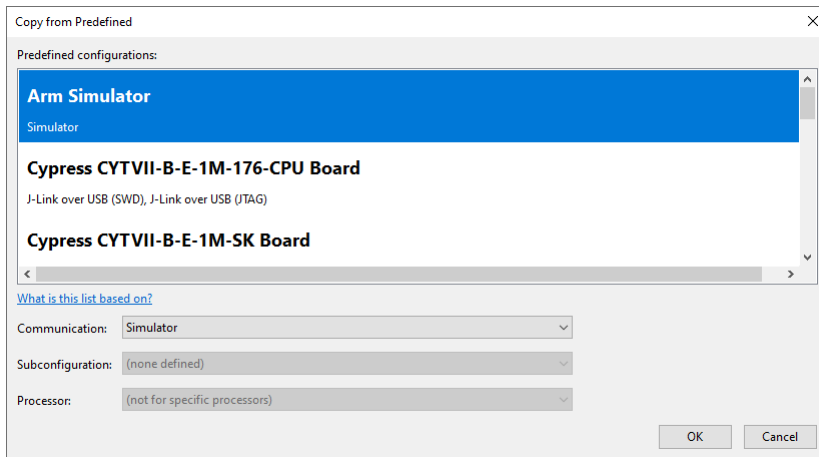 Copy from Predefined
Predefined configurations:
Arm Simulator
Simulator
Cypress CYTVII-B-E-1M-176-CPU Board
J-Link over USB (SWD), J-Link over USB (JTAG)
Cypress CYTVII-B-E-1M-SK Board
What is this list based on?
Communication: Simulator
Subconfiguration: (none defined)
Processor: (not for specific processors)
OK Cancel